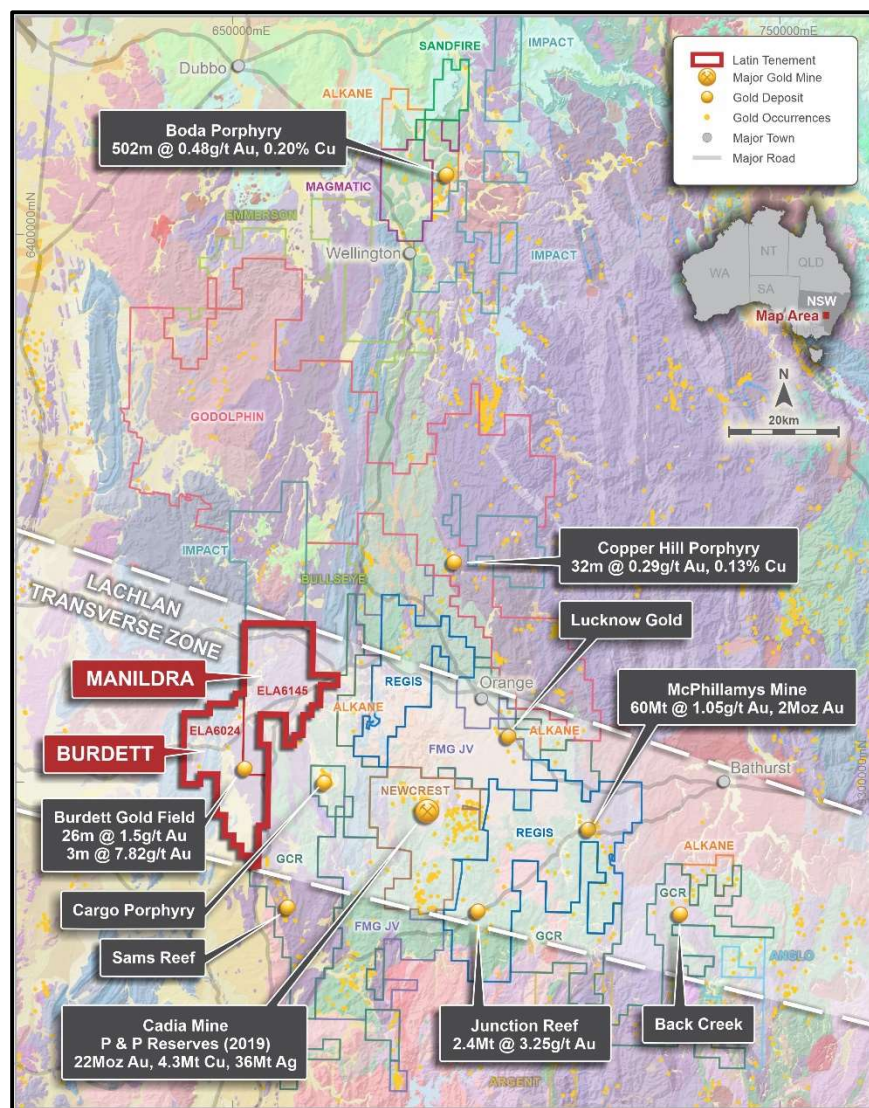 650000mE
750000mE
SANDFIRE
IMPACT
Dubbo
ALKANE
Latin Tenement
Major Gold Mine
Gold Deposit
Gold Occurrences
Major Town
Major Road
Boda Porphyry
502m @ 0.48g/t Au, 0.20% Cu
MAGMATIC
EMMERSON
6400000mN
Wellington
IMPACT
WA
NT
QLD
SA
NSW
Map Area
N
20km
GODOLPHIN
IMPACT
BULLSEYE
Copper Hill Porphyry
32m @ 0.29g/t Au, 0.13% Cu
LACHLAN
TRANSVERSE ZONE
Lucknow Gold
MANILDRA
ELA6145
REGIS
Orange
McPhillamys Mine
60Mt @ 1.05g/t Au, 2Moz Au
ALKANE
ALKANE
BURDETT
ELA6024
FMG JV
Bathurst
NEWCREST
Burdett Gold Field
26m @ 1.5g/t Au
3m @ 7.82g/t Au
REGIS
GCR
ALKANE
GCR
Cargo Porphyry
FMG JV
GCR
ANGLO
Sams Reef
Cadia Mine
P & P Reserves (2019)
22Moz Au, 4.3Mt Cu, 36Mt Ag
Junction Reef
2.4Mt @ 3.25g/t Au
Back Creek
ARGENT